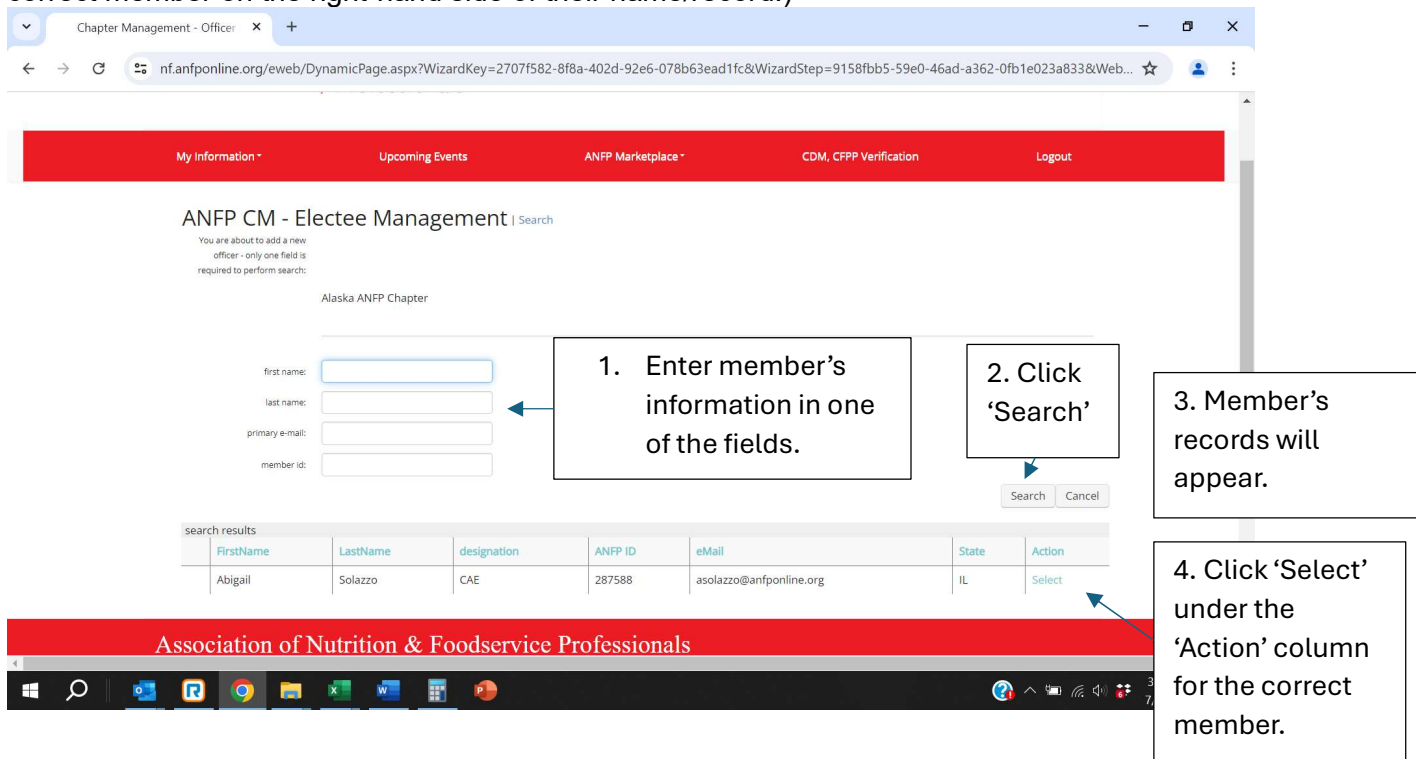 Chapter Management - Officer
nf.anfponline.org/eweb/DynamicPage.aspx?WizardKey=2707f582-8f8a-402d-92e6-078b63ead1fc&WizardStep=9158fbb5-59e0-46ad-a362-0fb1e023a833&Web...
My Information
Upcoming Events
ANFP Marketplace
CDM, CFPP Verification
Logout
ANFP CM - Electee Management | Search
You are about to add a new
officer - only one field is
required to perform search:
Alaska ANFP Chapter
first name:
last name:
primary e-mail:
member id:
1. Enter member’s
information in one
of the fields.
2. Click
‘Search’
3. Member’s
records will
appear.
Search Cancel
search results
FirstName LastName designation ANFP ID eMail State Action
Abigail Solazzo CAE 287588 asolazzo@anfponline.org IL Select
4. Click ‘Select’
under the
‘Action’ column
for the correct
member.
Association of Nutrition & Foodservice Professionals